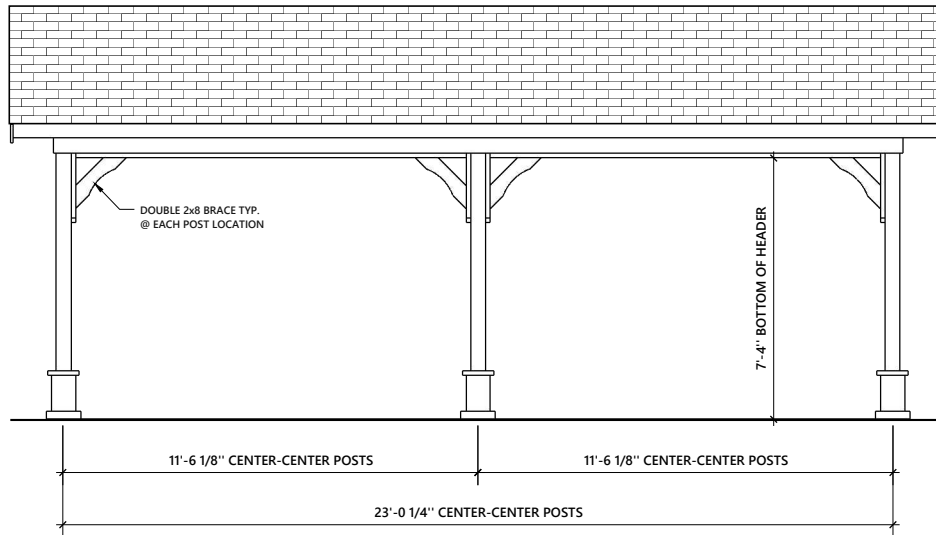 DOUBLE 2x8 BRACE TYP.
@ EACH POST LOCATION
7'-4'' BOTTOM OF HEADER
11'-6 1/8'' CENTER-CENTER POSTS
11'-6 1/8'' CENTER-CENTER POSTS
23'-0 1/4'' CENTER-CENTER POSTS